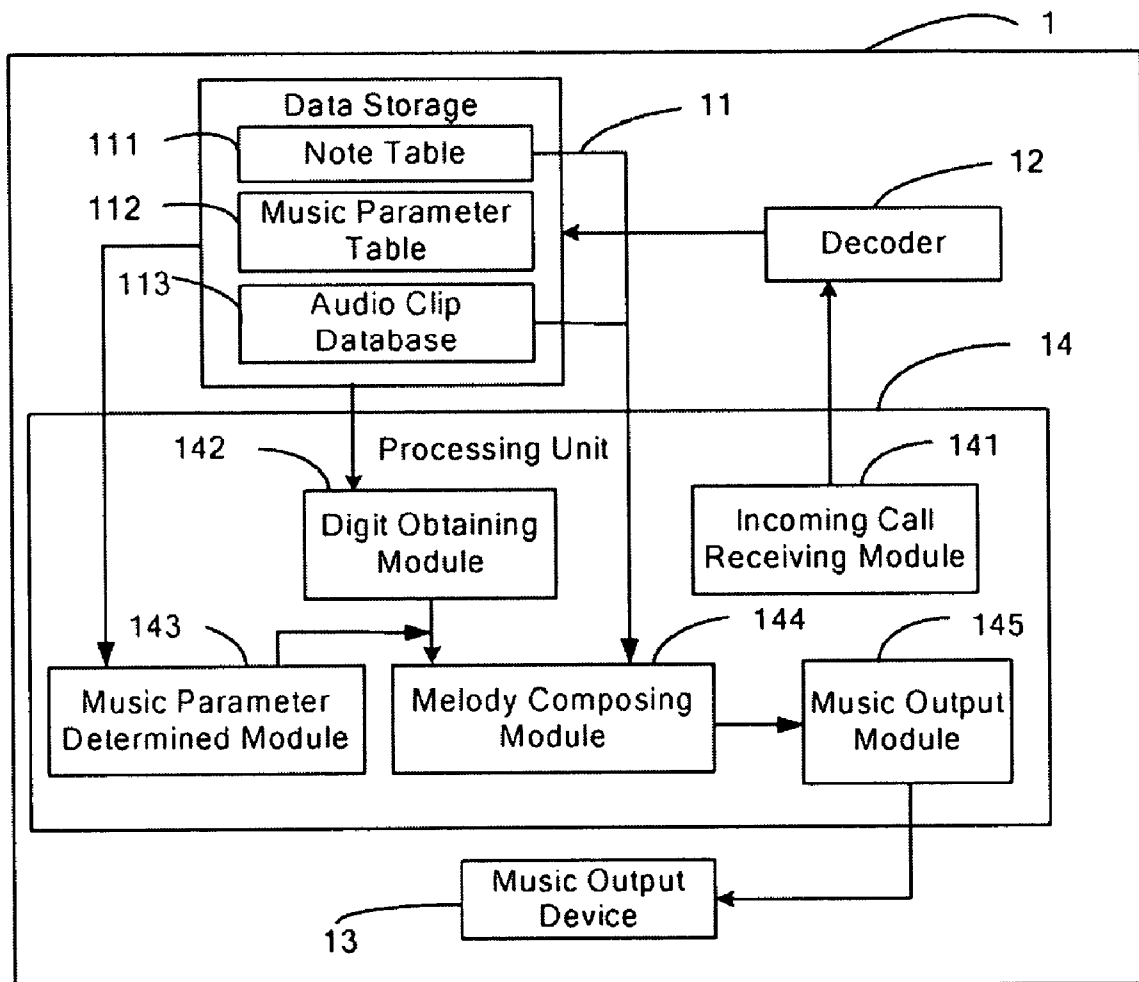 1
Data Storage
11
111
Note Table
12
112
Music Parameter
Table
Decoder
113
Audio Clip
Database
14
142
Processing Unit
141
Digit Obtaining
Module
Incoming Call
Receiving Module
143
144
145
Music Parameter
Determined Module
Melody Composing
Module
Music Output
Module
Music Output
Device
13